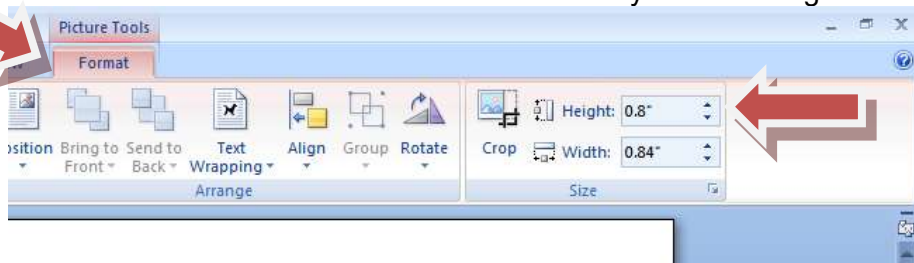 Picture Tools
Format
Bring to Front
Send to Back
Text Wrapping
Align
Group
Rotate
Crop
Height: 0.8"
Width: 0.84"
Arrange
Size